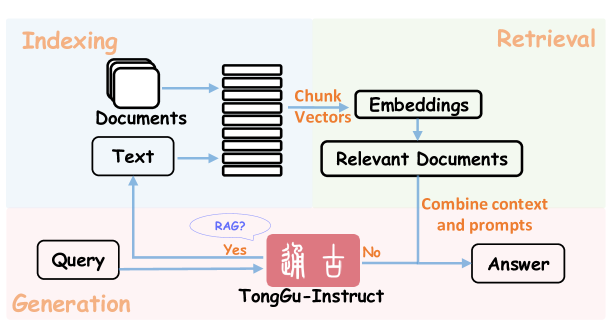 Indexing
Retrieval
Documents
Text
Chunk
Vectors
Embeddings
Relevant Documents
Combine context
and prompts
RAG?
Yes
No
Query
通古
TongGu-Instruct
Answer
Generation